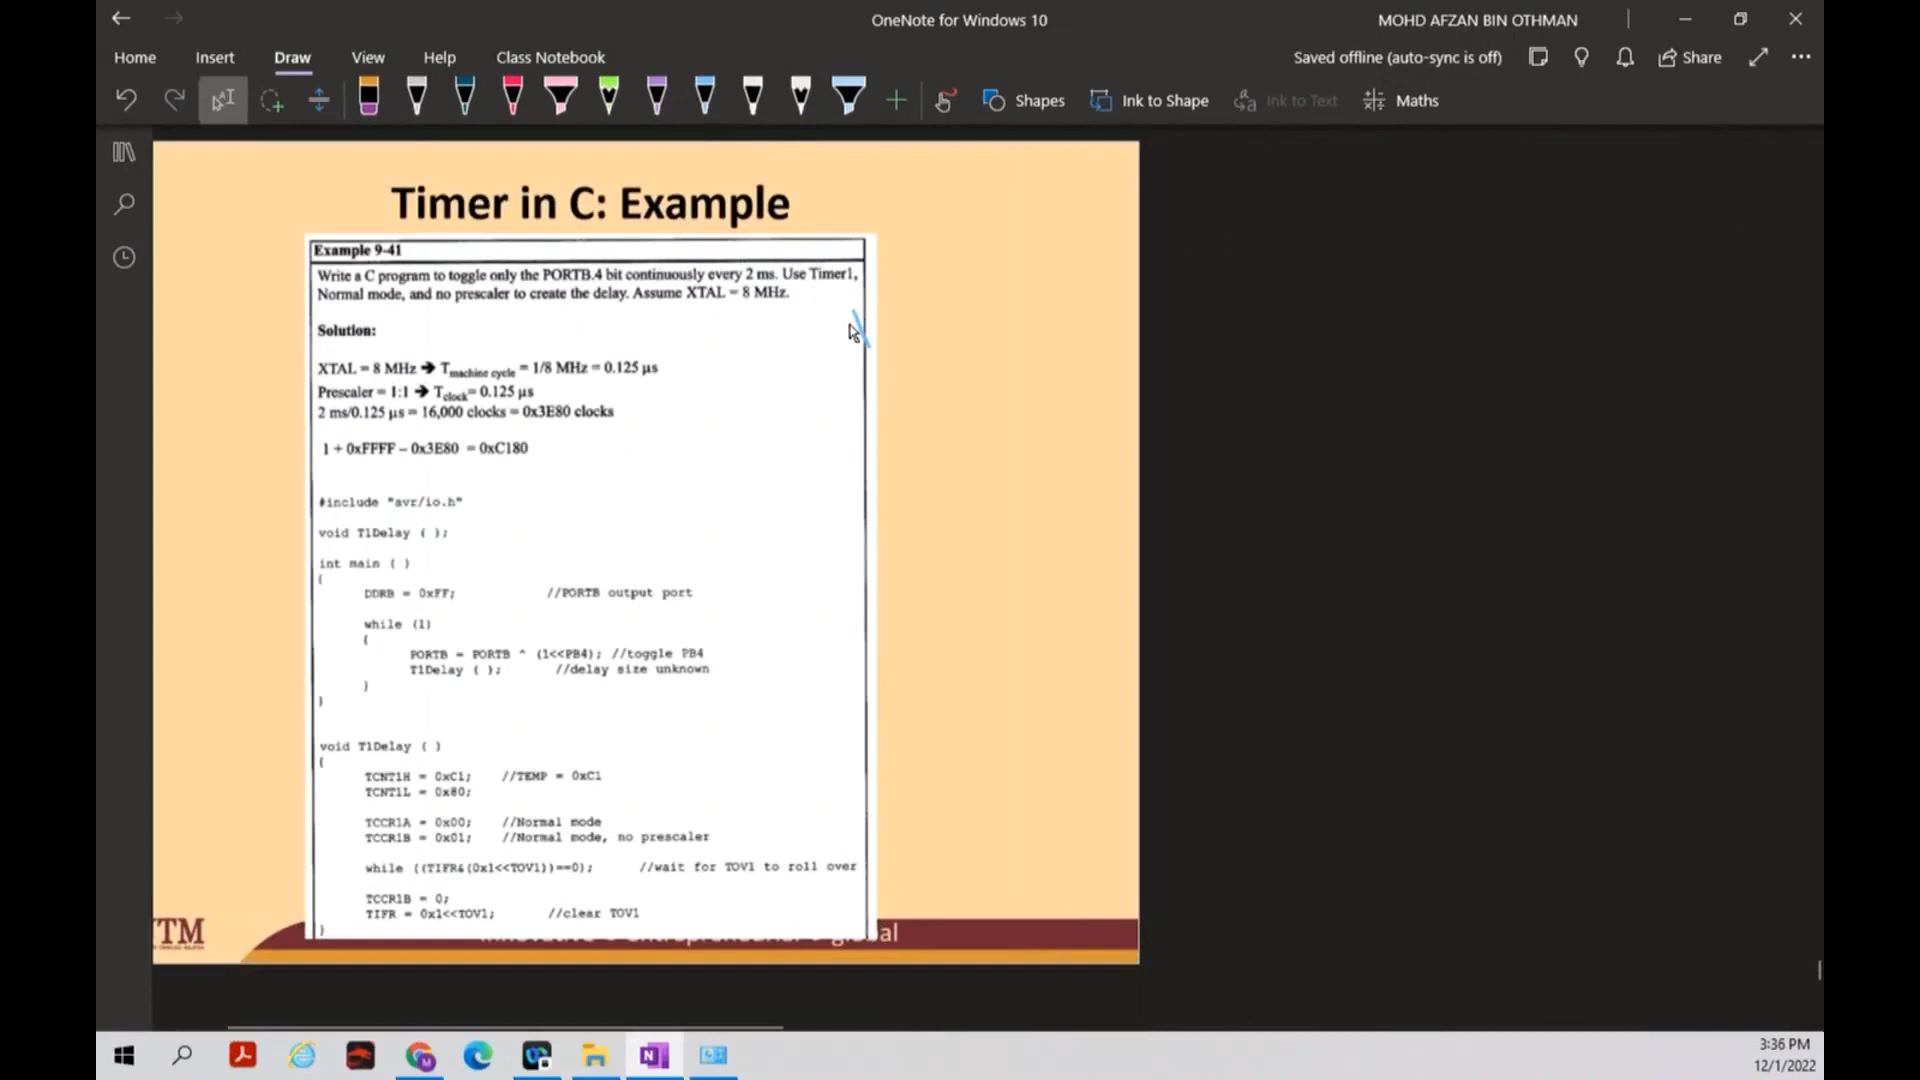 OneNote for Windows 10
MOHD AFZAN BIN OTHMAN
Home Insert Draw View Help Class Notebook
Saved offline (auto-sync is off) Share
Shapes Ink to Shape Ink to Text Maths
Timer in C: Example
Example 9-41
Write a C program to toggle only the PORTB.4 bit continuously every 2 ms. Use Timer1,
Normal mode, and no prescaler to create the delay. Assume XTAL = 8 MHz.
Solution:
XTAL = 8 MHz ➔ Tmachine cycle = 1/8 MHz = 0.125 µs
Prescaler = 1:1 ➔ Tclock= 0.125 µs
2 ms/0.125 µs = 16,000 clocks = 0x3E80 clocks
1 + 0xFFFF – 0x3E80 = 0xC180
#include "avr/io.h"
void T1Delay ( );
int main ( )
{
DDRB = 0xFF; //PORTB output port
while (1)
{
PORTB = PORTB ^ (1<<PB4); //toggle PB4
T1Delay ( ); //delay size unknown
}
}
void T1Delay ( )
{
TCNT1H = 0xC1; //TEMP = 0xC1
TCNT1L = 0x80;
TCCR1A = 0x00; //Normal mode
TCCR1B = 0x01; //Normal mode, no prescaler
while ((TIFR&(0x1<<TOV1))==0); //wait for TOV1 to roll over
TCCR1B = 0;
TIFR = 0x1<<TOV1; //clear TOV1
}
3:36 PM
12/1/2022